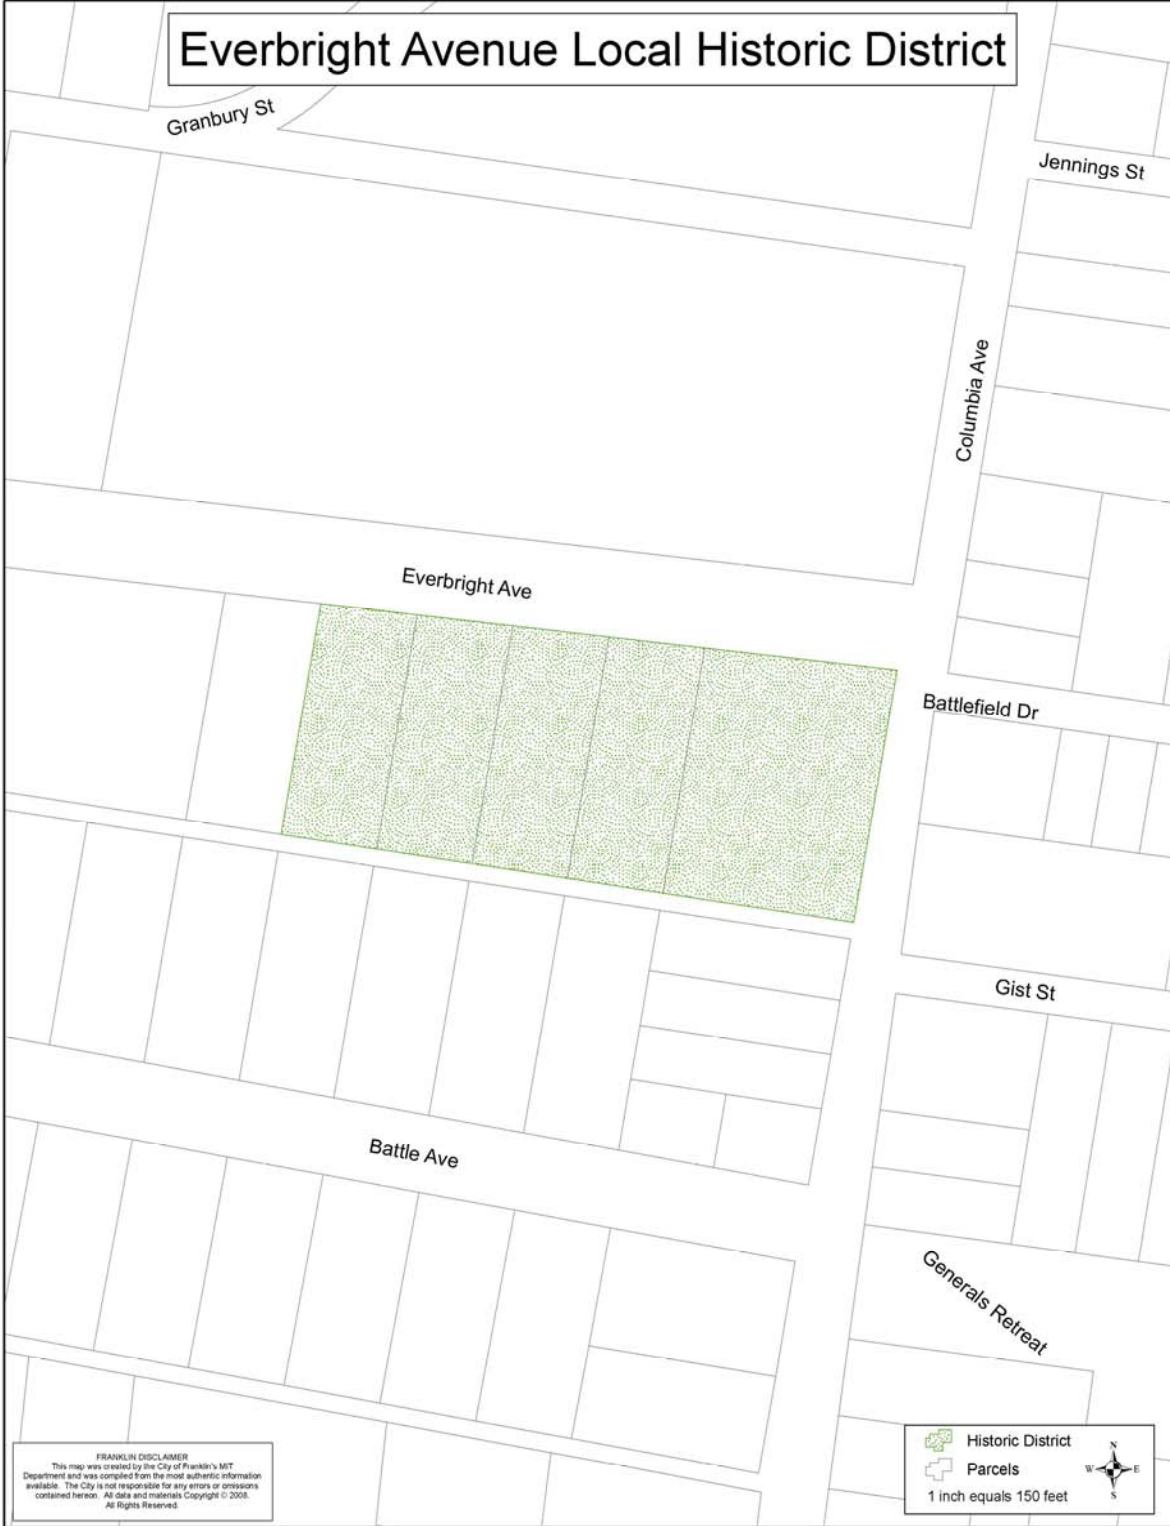 Everbright Avenue Local Historic District
Granbury St
Jennings St
Columbia Ave
Everbright Ave
Battlefield Dr
Gist St
Battle Ave
Generals Retreat
FRANKLIN DISCLAIMER
This map was created by the City of Franklin's MIT
Department and was compiled from the most authentic information
available. The City is not responsible for any errors or omissions
contained hereon. All data and materials Copyright © 2008.
All Rights Reserved.
Historic District
Parcels
1 inch equals 150 feet
N
W E
S